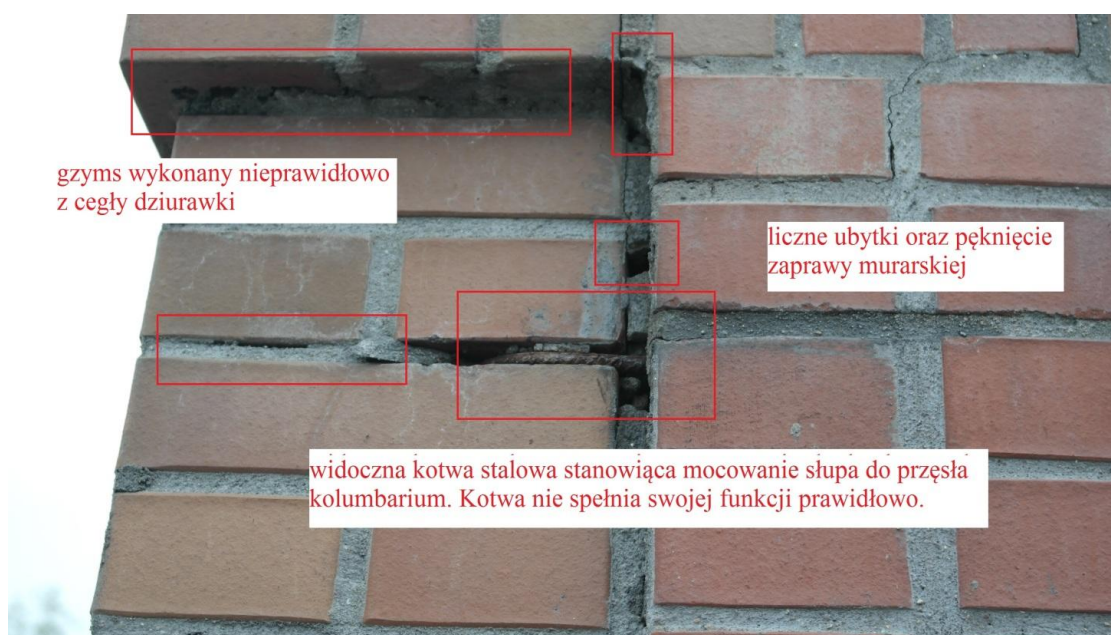 gzyms wykonany nieprawidłowo
z cegły dziurawki
liczne ubytki oraz pęknięcie
zaprawy murarskiej
widoczna kotwa stalowa stanowiąca mocowanie słupa do przęsła
kolumbarium. Kotwa nie spełnia swojej funkcji prawidłowo.